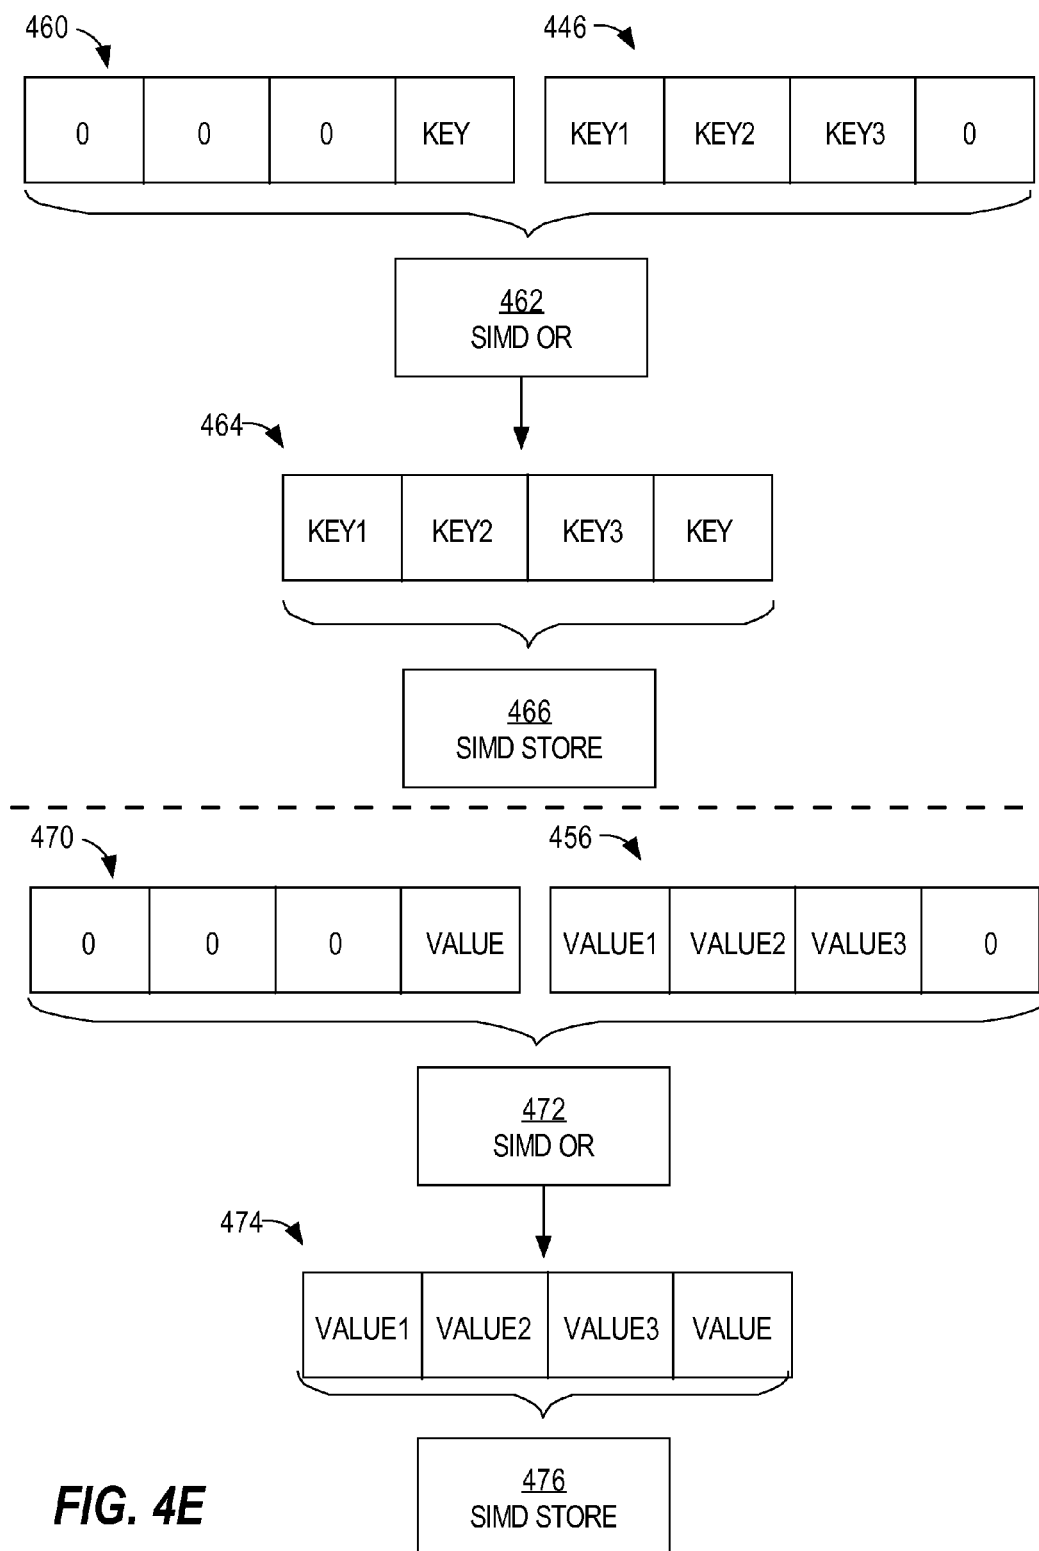 460 446
0 0 0 KEY KEY1 KEY2 KEY3 0
462
SIMD OR
464
KEY1 KEY2 KEY3 KEY
466
SIMD STORE
470 456
0 0 0 VALUE VALUE1 VALUE2 VALUE3 0
472
SIMD OR
474
VALUE1 VALUE2 VALUE3 VALUE
476
SIMD STORE
FIG. 4E